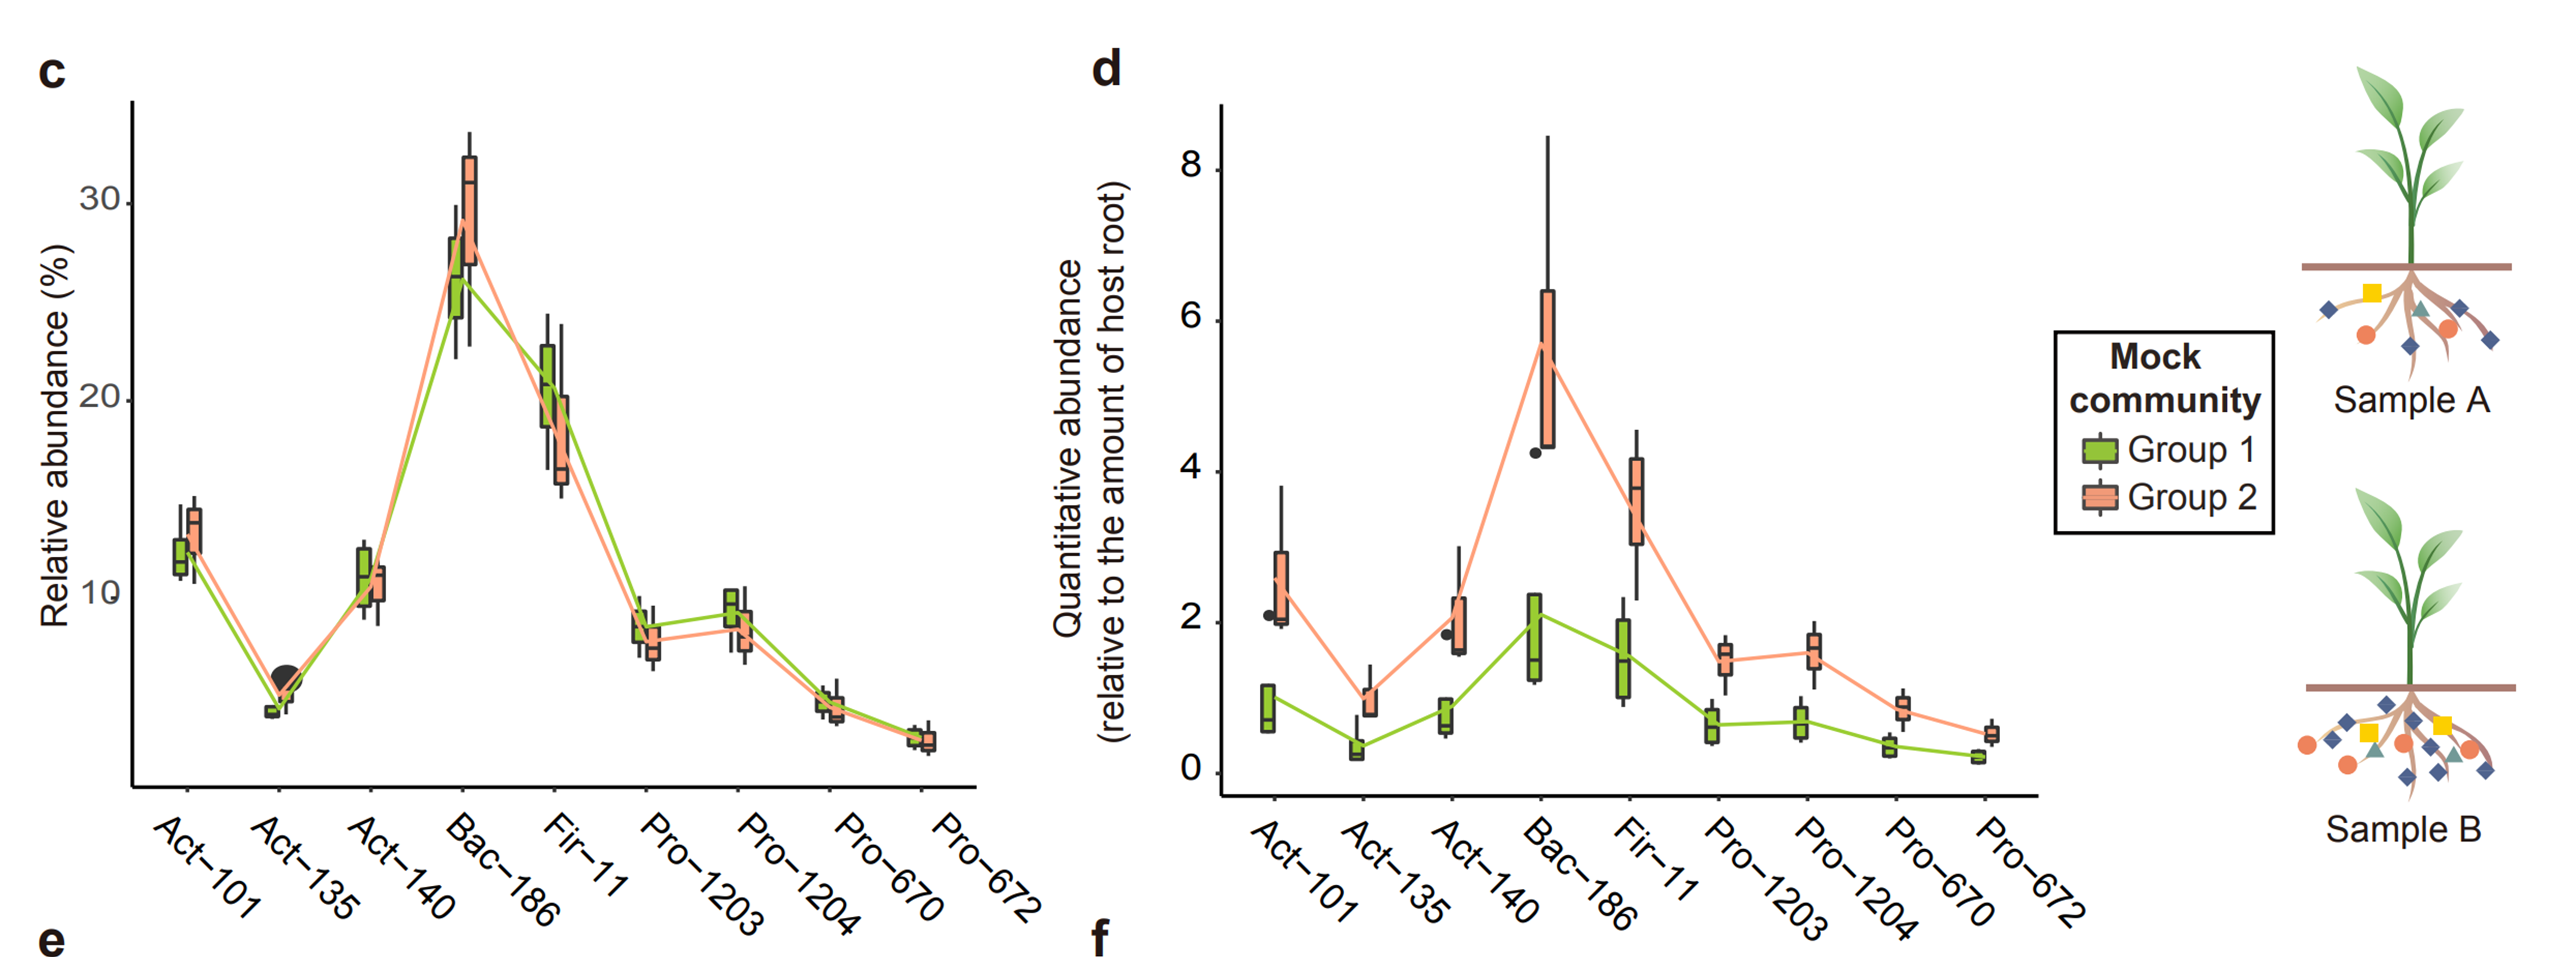 c
Relative abundance (%)
30
20
10
Act−101
Act−135
Act−140
Bac−186
Fir−11
Pro−1203
Pro−1204
Pro−670
Pro−672
d
Quantitative abundance
(relative to the amount of host root)
8
6
4
2
0
Act−101
Act−135
Act−140
Bac−186
Fir−11
Pro−1203
Pro−1204
Pro−670
Pro−672
Mock
community
Group 1
Group 2
Sample A
Sample B
e
f